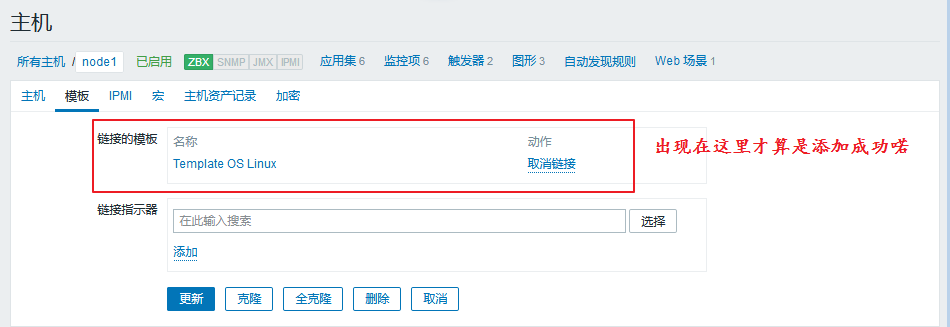 主机
所有主机 / node1 已启用 ZBX SNMP JMX IPMI 应用集 6 监控项 6 触发器 2 图形 3 自动发现规则 Web 场景 1
主机 模板 IPMI 宏 主机资产记录 加密
链接的模板 名称 动作
Template OS Linux 取消链接
出现在这里才算是添加成功喏
链接指示器
在此输入搜索 选择
添加
更新 克隆 全克隆 删除 取消